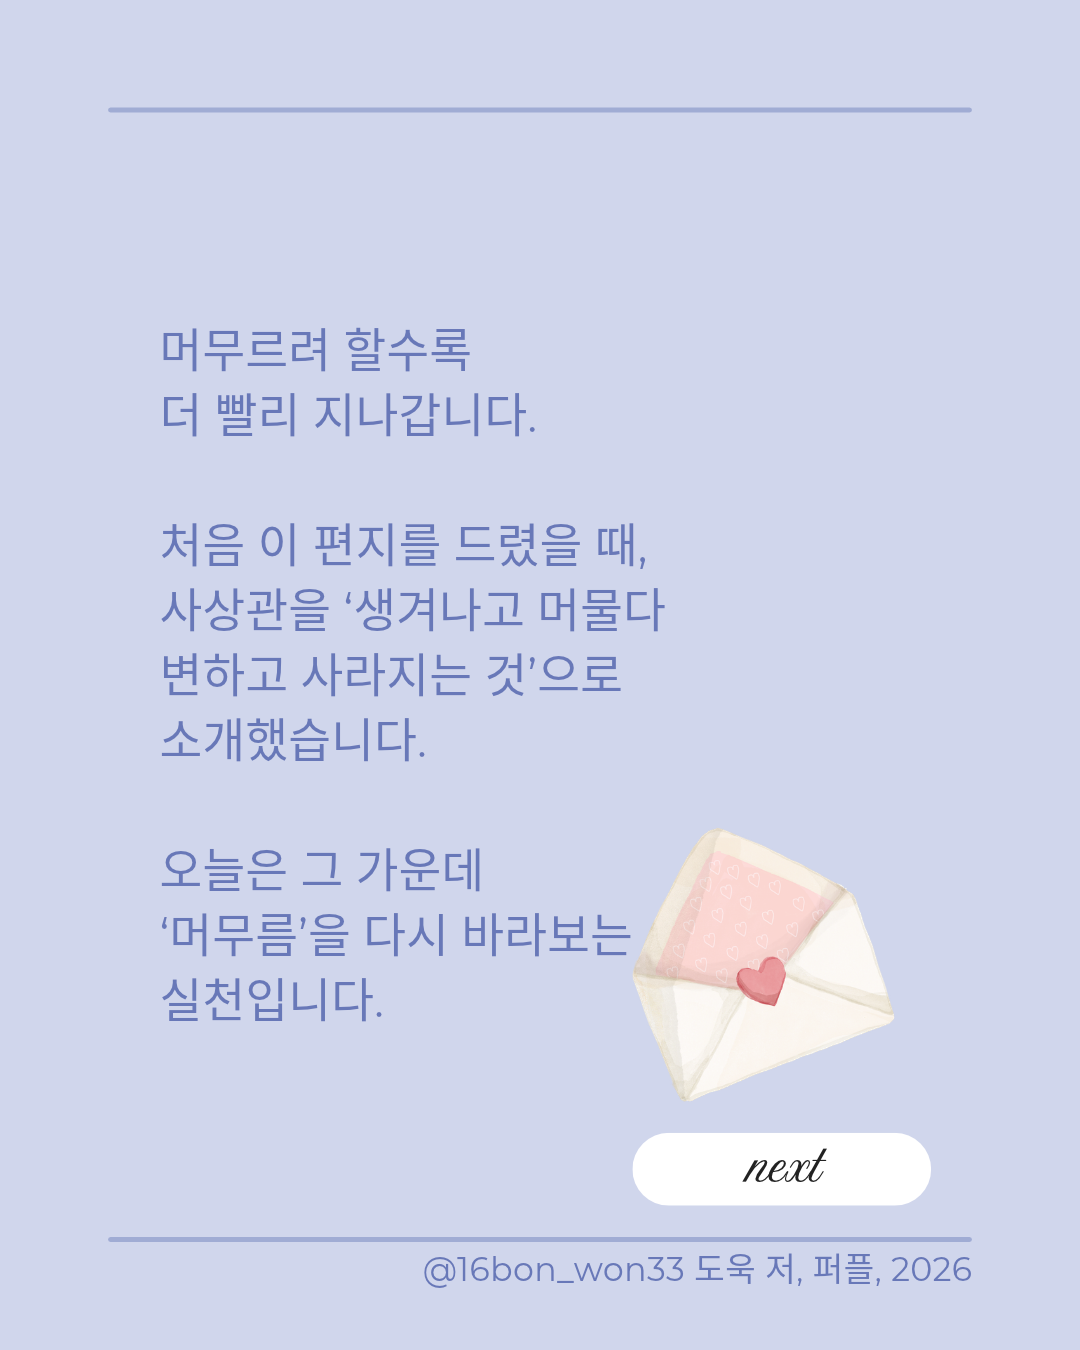 머무르려 할수록
더 빨리 지나갑니다.
처음 이 편지를 드렸을 때,
사상관을 ‘생겨나고 머물다
변하고 사라지는 것’으로
소개했습니다.
오늘은 그 가운데
‘머무름’을 다시 바라보는
실천입니다.
next
@16bon_won33 도욱 저, 퍼플, 2026